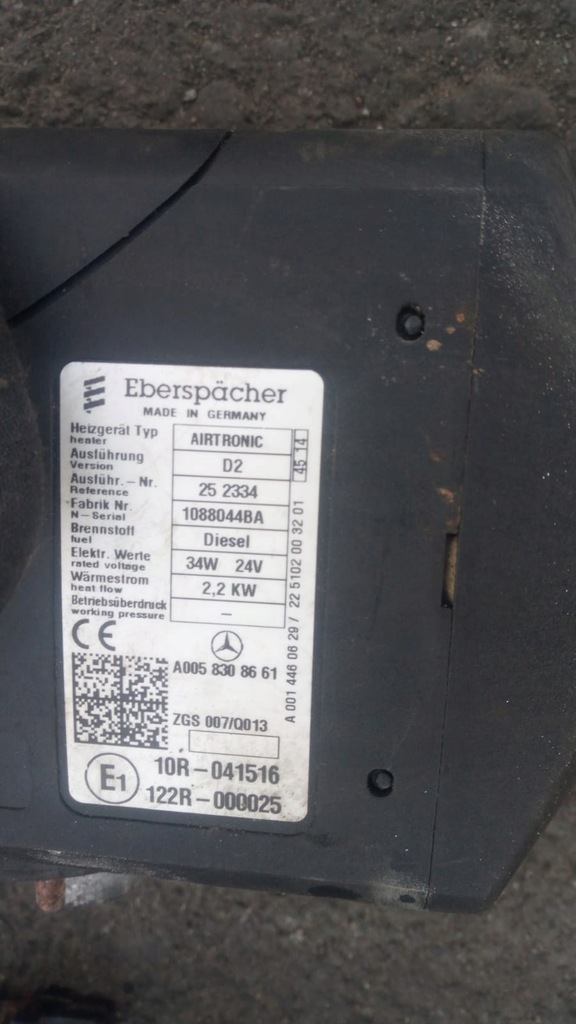 Eberspächer
MADE IN GERMANY
Heizgerät Typ
heater
AIRTRONIC
Ausführung
Version
D2
Ausführ. – Nr.
Reference
25 2334
Fabrik Nr.
N – Serial
1088044BA
Brennstoff
fuel
Diesel
Elektr. Werte
rated voltage
34W 24V
Wärmestrom
heat flow
2,2 KW
Betriebsüberdruck
working pressure
–
45 14
A 001 446 06 29 / 22 5102 00 32 01
CE
A005 830 86 61
ZGS 007/Q013
E1
10R – 041516
122R – 000025